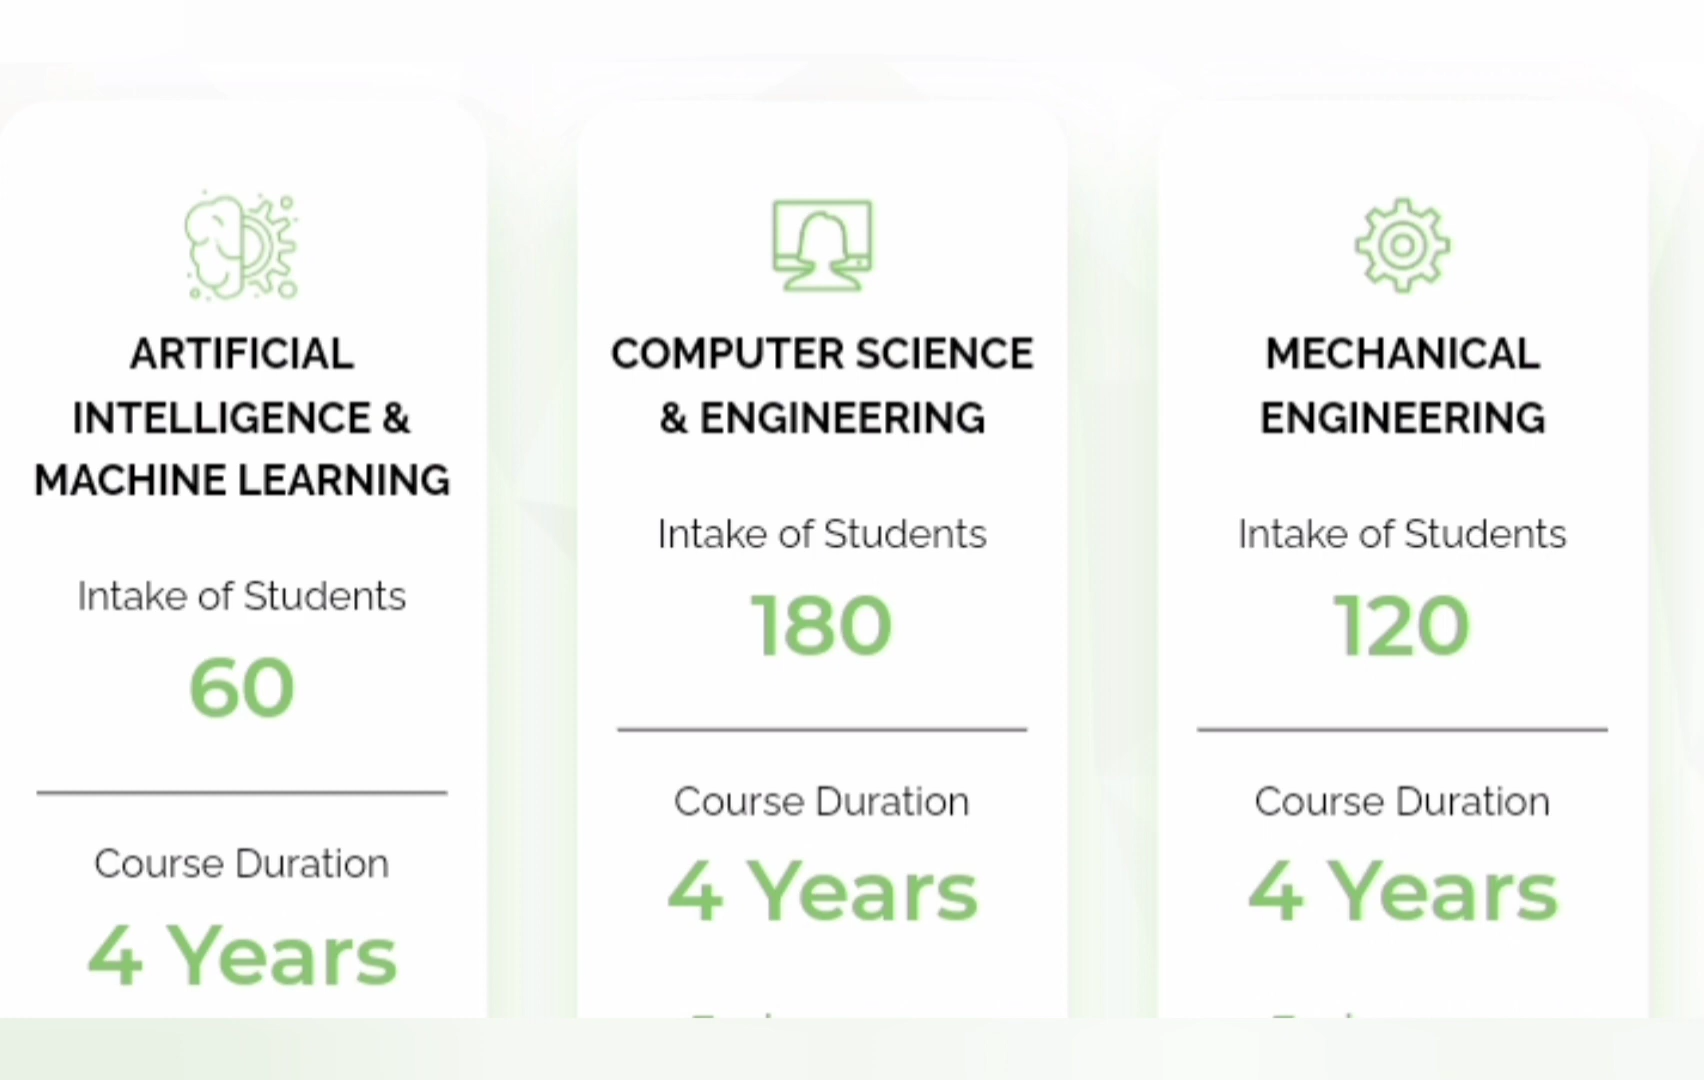 ARTIFICIAL
INTELLIGENCE &
MACHINE LEARNING
Intake of Students
60
Course Duration
4 Years
COMPUTER SCIENCE
& ENGINEERING
Intake of Students
180
Course Duration
4 Years
MECHANICAL
ENGINEERING
Intake of Students
120
Course Duration
4 Years